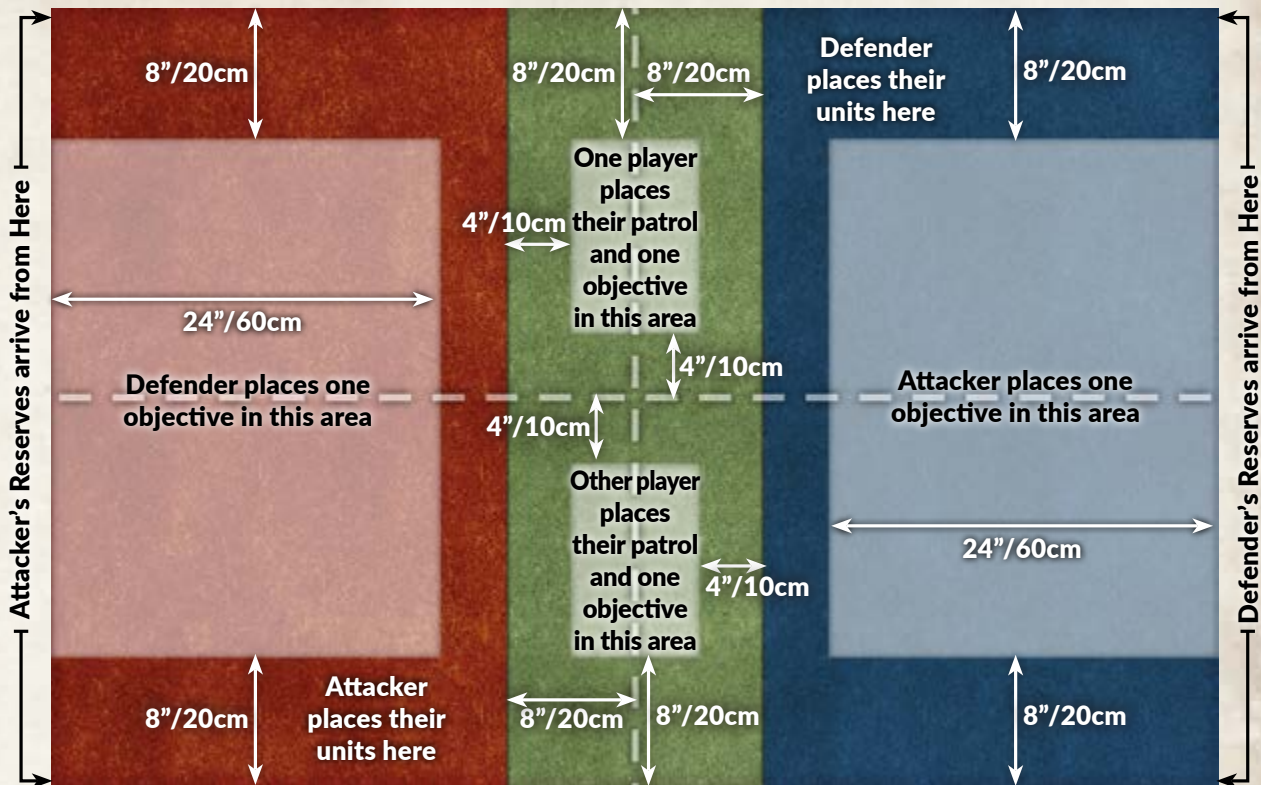 Attacker's Reserves arrive from Here
8”/20cm
8”/20cm
8”/20cm
Defender
places their
units here
8”/20cm
Defender's Reserves arrive from Here
One player
places
their patrol
and one
objective
in this area
4”/10cm
24”/60cm
4”/10cm
Defender places one
objective in this area
Attacker places one
objective in this area
4”/10cm
Other player
places
their patrol
and one
objective
in this area
24”/60cm
4”/10cm
Attacker
places their
units here
8”/20cm
8”/20cm
8”/20cm
8”/20cm